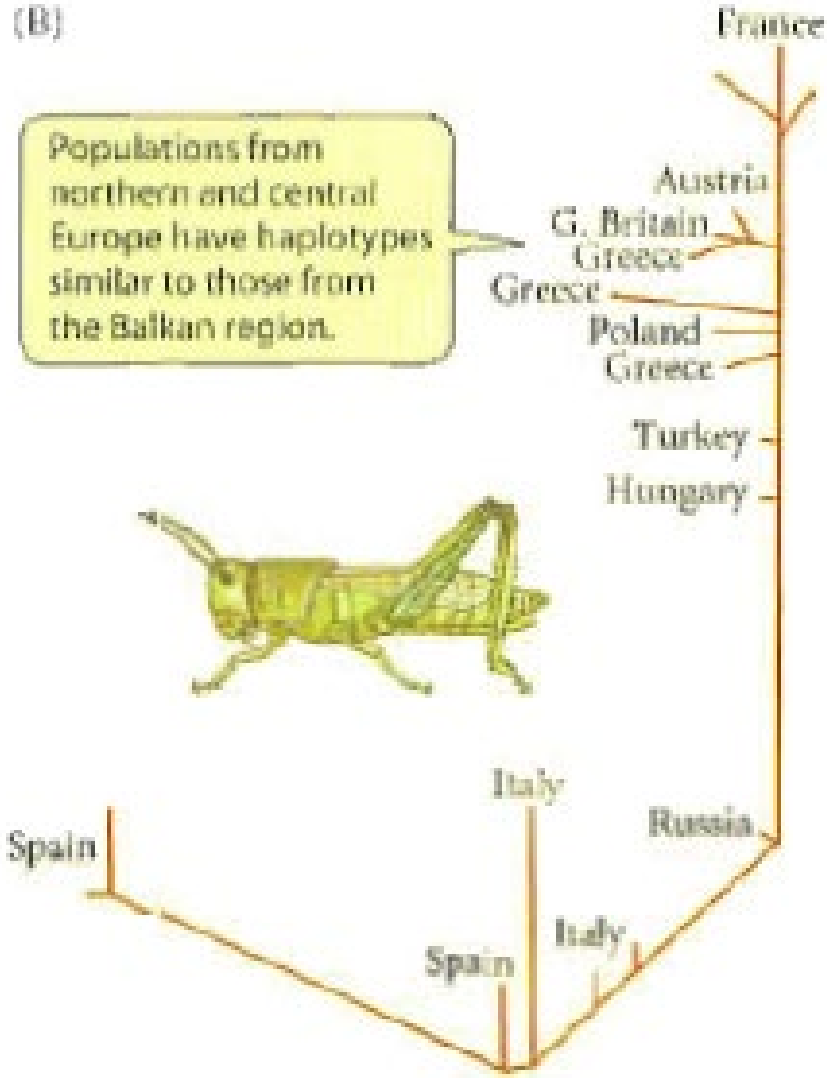 (B)
France
Populations from
northern and central
Europe have haplotypes
similar to those from
the Balkan region.
Austria
G. Britain
Greece
Greece
Poland
Greece
Turkey
Hungary
Italy
Russia
Spain
Italy
Spain